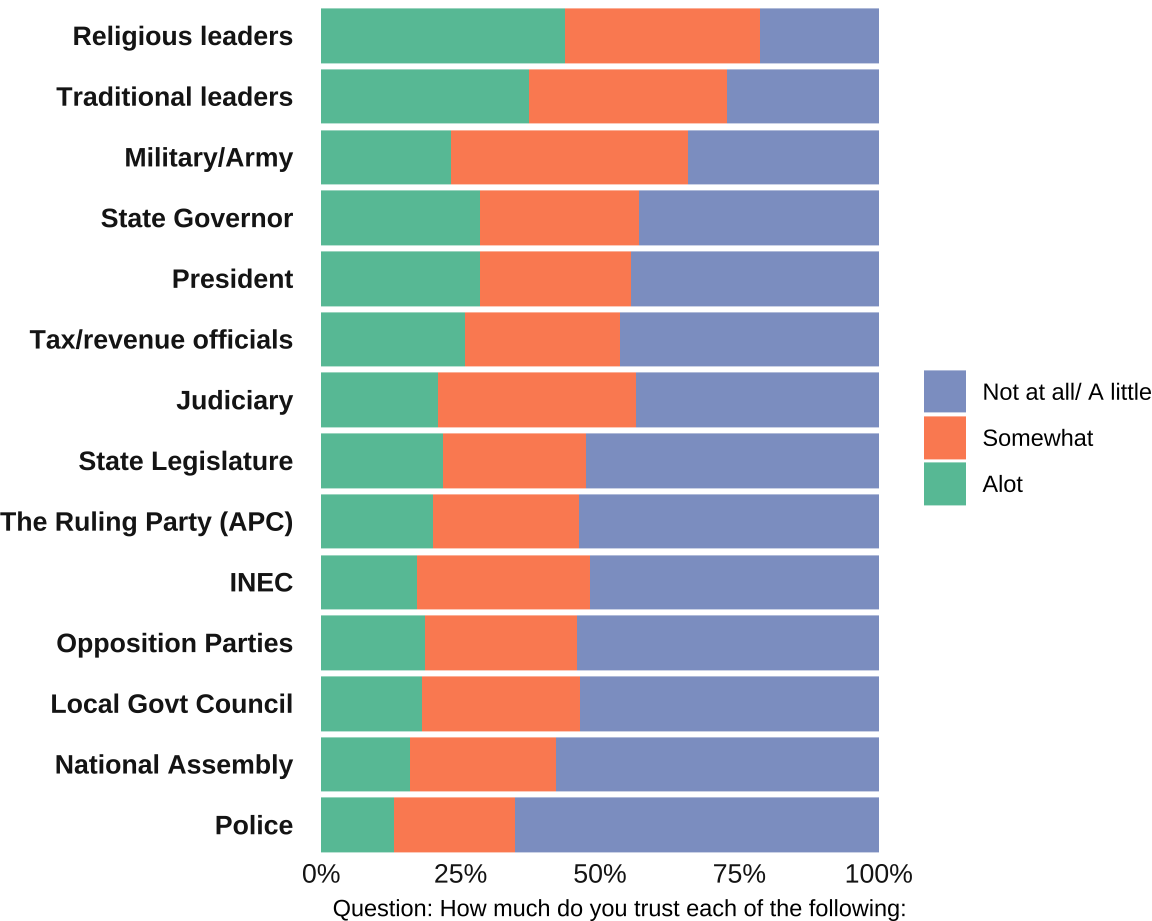 Religious leaders
Traditional leaders
Military/Army
State Governor
President
Tax/revenue officials
Judiciary
State Legislature
The Ruling Party (APC)
INEC
Opposition Parties
Local Govt Council
National Assembly
Police
0% 25% 50% 75% 100%
Question: How much do you trust each of the following:
Not at all/ A little
Somewhat
Alot